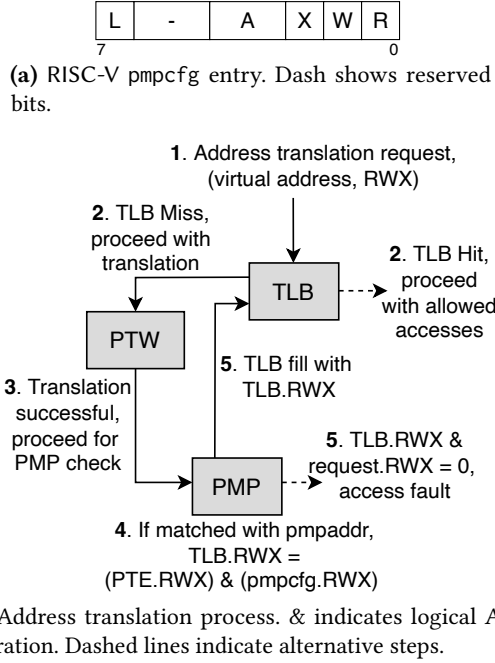 L - A X W R
7 0
(a) RISC-V pmpcfg entry. Dash shows reserved
bits.
1. Address translation request,
(virtual address, RWX)
2. TLB Miss,
proceed with
translation
2. TLB Hit,
proceed
with allowed
accesses
TLB
PTW
5. TLB fill with
TLB.RWX
3. Translation
successful,
proceed for
PMP check
5. TLB.RWX &
request.RWX = 0,
access fault
PMP
4. If matched with pmpaddr,
TLB.RWX =
(PTE.RWX) & (pmpcfg.RWX)
Address translation process. & indicates logical A
ration. Dashed lines indicate alternative steps.